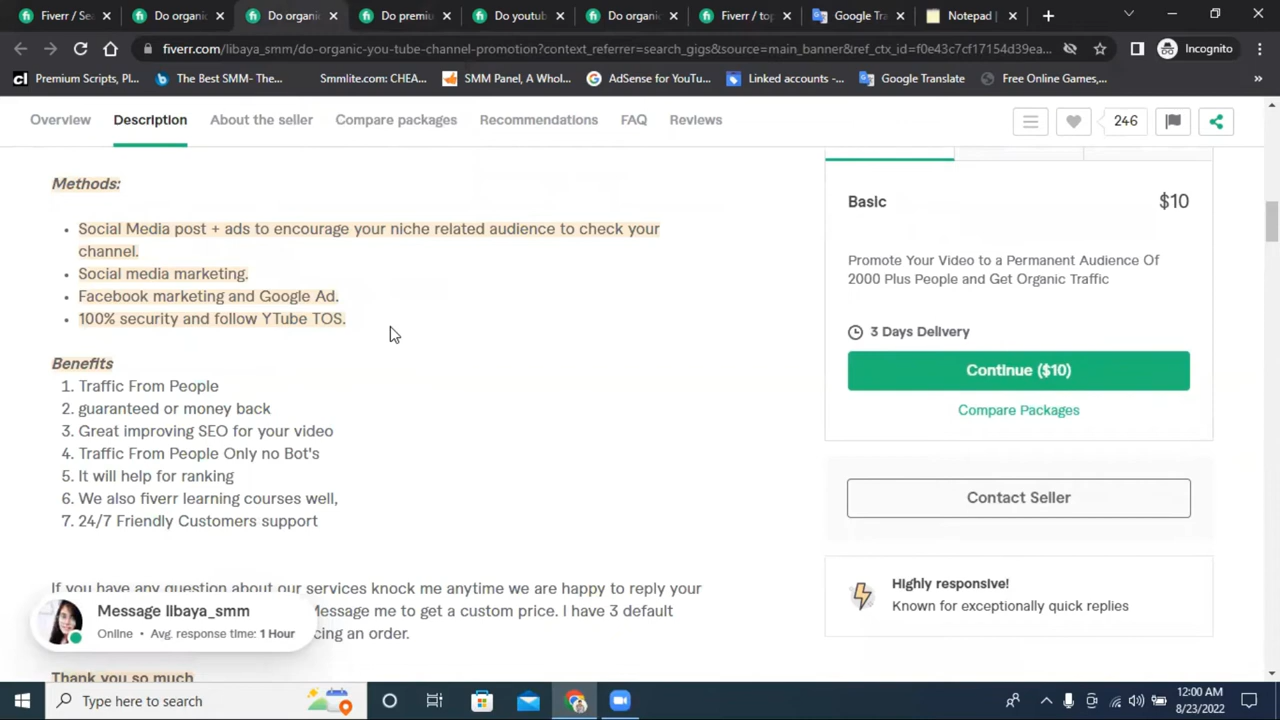 Fiverr / Se
Do organic
Do organi
Do premiu
Do youtub
Do organic
Fiverr / top
Google Tra
Notepad |
fiverr.com/libaya_smm/do-organic-you-tube-channel-promotion?context_referrer=search_gigs&source=main_banner&ref_ctx_id=f0e43c7cf17154d39ea...
Incognito
Premium Scripts, Pl...
The Best SMM- The...
Smmlite.com: CHEA...
SMM Panel, A Whol...
AdSense for YouTu...
Linked accounts -...
Google Translate
Free Online Games,...
»
Overview
Description
About the seller
Compare packages
Recommendations
FAQ
Reviews
246
Methods:
• Social Media post + ads to encourage your niche related audience to check your
channel.
• Social media marketing.
• Facebook marketing and Google Ad.
• 100% security and follow YTube TOS.
Benefits
1. Traffic From People
2. guaranteed or money back
3. Great improving SEO for your video
4. Traffic From People Only no Bot's
5. It will help for ranking
6. We also fiverr learning courses well,
7. 24/7 Friendly Customers support
If you have any question about our services knock me anytime we are happy to reply your
Message me to get a custom price. I have 3 default
cing an order.
Thank you so much
Message libaya_smm
Online • Avg. response time: 1 Hour
Basic
$10
Promote Your Video to a Permanent Audience Of
2000 Plus People and Get Organic Traffic
3 Days Delivery
Continue ($10)
Compare Packages
Contact Seller
Highly responsive!
Known for exceptionally quick replies
Type here to search
12:00 AM
8/23/2022